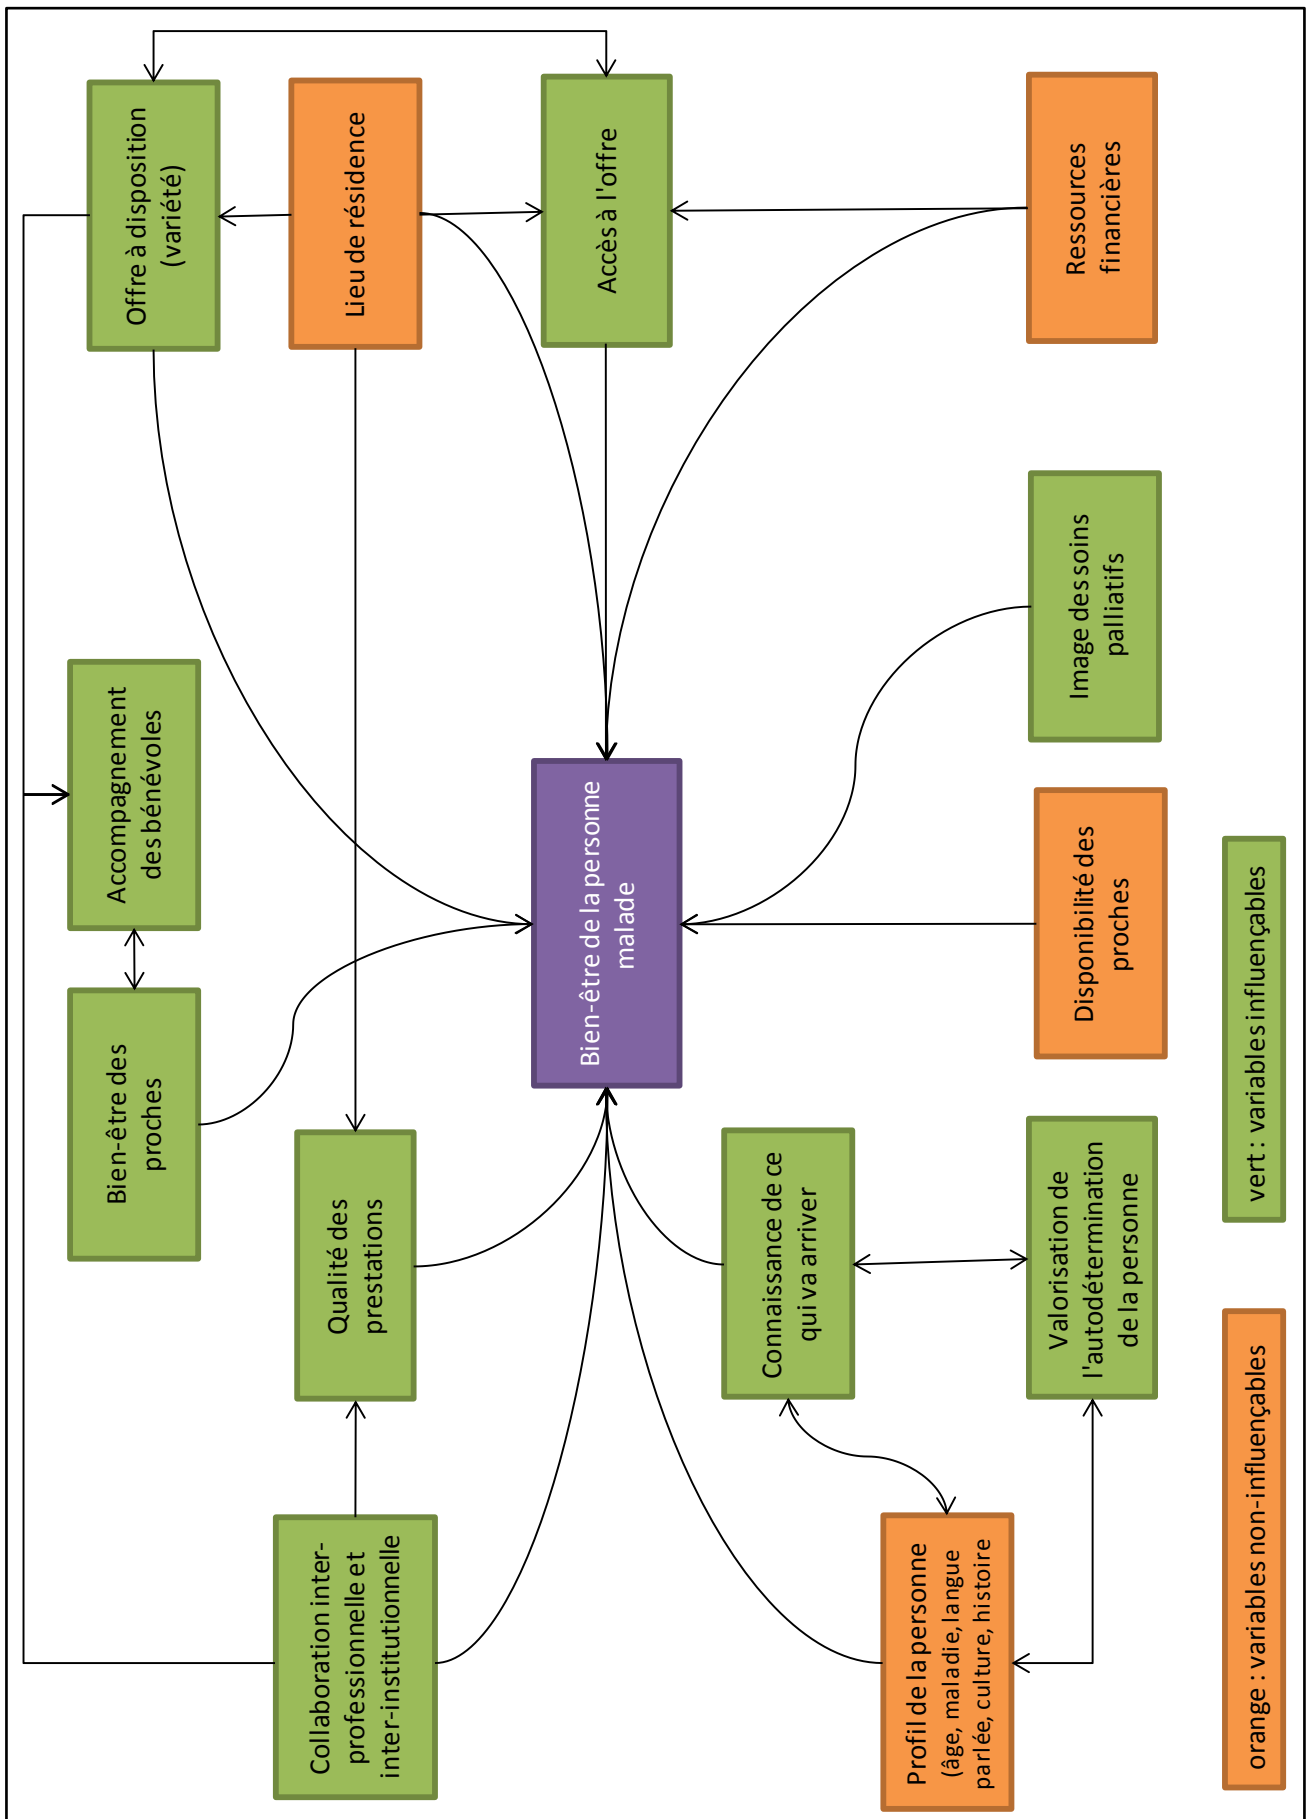 Bien-être des
proches
Accompagnement
des bénévoles
Offre à disposition
(variété)
Collaboration inter-
professionnelle et
inter-institutionnelle
Qualité des
prestations
Lieu de résidence
Bien-être de la personne
malade
Accès à l'offre
Connaissance de ce
qui va arriver
Profil de la personne
(âge, maladie, langue
parlée, culture, histoire
Valorisation de
l'autodétermination
de la personne
Disponibilité des
proches
Image des soins
palliatifs
Ressources
financières
orange : variables non-influençables
vert : variables influençables